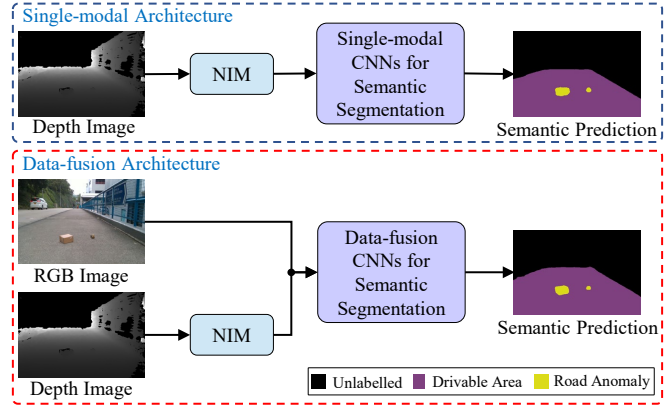 Single-modal Architecture
NIM
Single-modal
CNNs for
Semantic
Segmentation
Depth Image
Semantic Prediction
Data-fusion Architecture
RGB Image
NIM
Data-fusion
CNNs for
Semantic
Segmentation
Depth Image
Semantic Prediction
Unlabelled
Drivable Area
Road Anomaly